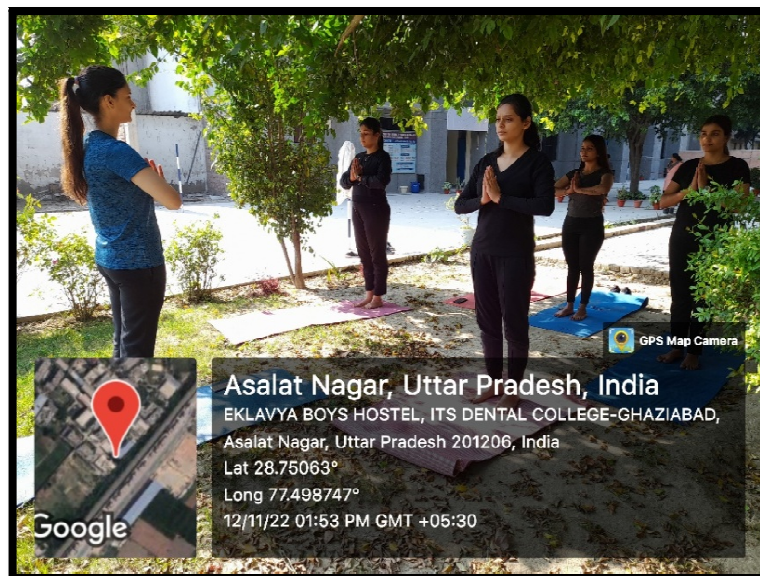 GPS Map Camera
Asalat Nagar, Uttar Pradesh, India
EKLAVYA BOYS HOSTEL, ITS DENTAL COLLEGE-GHAZIABAD,
Asalat Nagar, Uttar Pradesh 201206, India
Lat 28.75063°
Long 77.498747°
12/11/22 01:53 PM GMT +05:30
Google